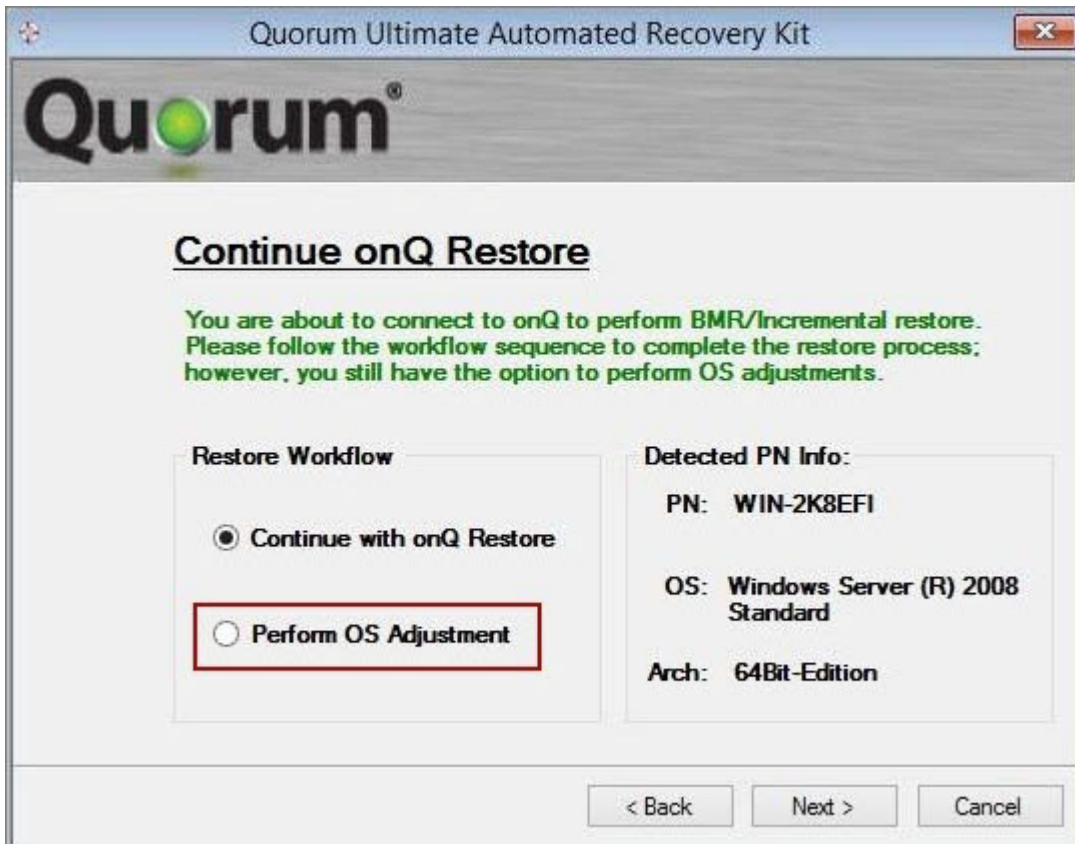 Quorum Ultimate Automated Recovery Kit
Quorum®
Continue onQ Restore
You are about to connect to onQ to perform BMR/Incremental restore.
Please follow the workflow sequence to complete the restore process;
however, you still have the option to perform OS adjustments.
Restore Workflow
Continue with onQ Restore
Perform OS Adjustment
Detected PN Info:
PN: WIN-2K8EFI
OS: Windows Server (R) 2008
Standard
Arch: 64Bit-Edition
< Back
Next >
Cancel